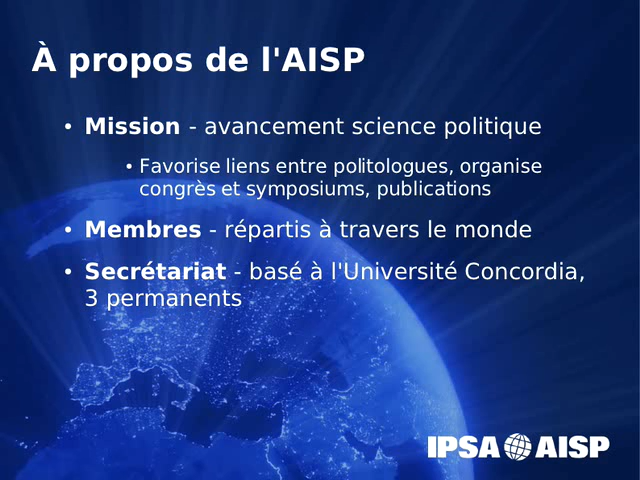 À propos de l'AISP
• Mission - avancement science politique
• Favorise liens entre politologues, organise
congrès et symposiums, publications
• Membres - répartis à travers le monde
• Secrétariat - basé à l'Université Concordia,
3 permanents
IPSA AISP